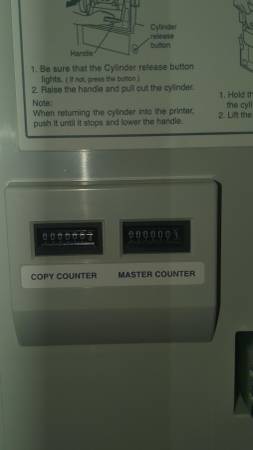 Cylinder
release
button
Handle
1. Be sure that the Cylinder release button
lights. ( If not, press the button )
2. Raise the handle and pull out the cylinder.
Note:
When returning the cylinder into the printer,
push it until it stops and lower the handle.
1. Hold th
the cyli
2. Lift the
COPY COUNTER
MASTER COUNTER